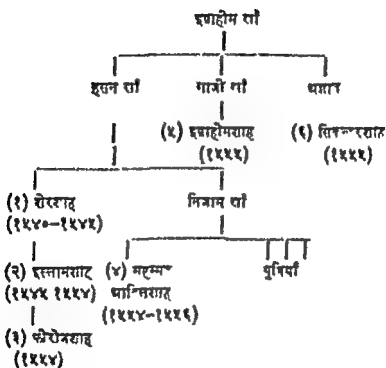 इब्राहीम खाँ
हसन खाँ गाजी खाँ अज्ञात
(५) इब्राहीमशाह (६) सिकन्दरशाह
(१५५५) (१५५५)
(१) शेरशाह निजाम खाँ
(१५४०–१५४५)
(२) इस्लामशाह (४) मुहम्मद पुत्रियाँ
(१५४५ १५५४) आदिलशाह
(१५५४–१५५६)
(३) फीरोजशाह
(१५५४)